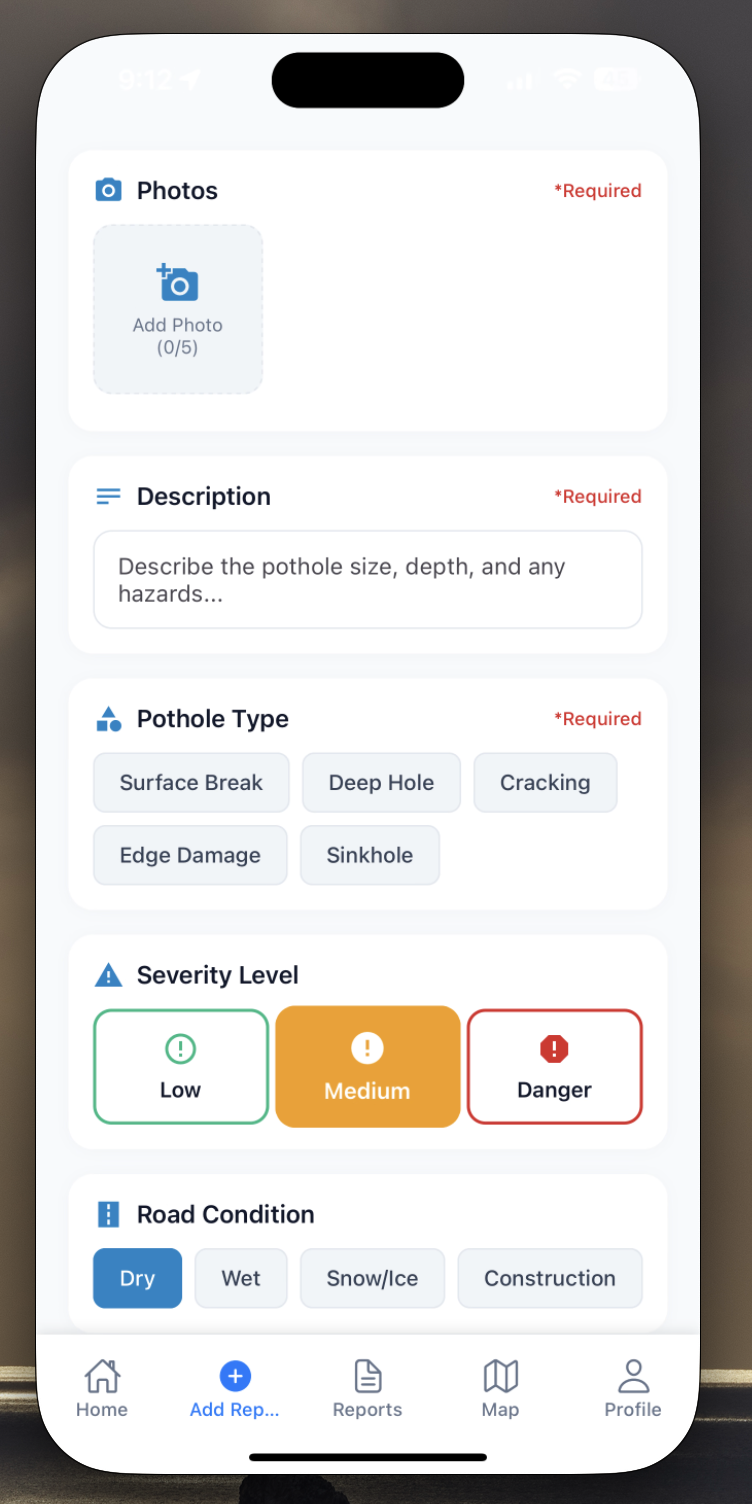 9:12
Photos
*Required
Add Photo
(0/5)
Description
*Required
Describe the pothole size, depth, and any
hazards...
Pothole Type
*Required
Surface Break
Deep Hole
Cracking
Edge Damage
Sinkhole
Severity Level
Low
Medium
Danger
Road Condition
Dry
Wet
Snow/Ice
Construction
Home
Add Rep...
Reports
Map
Profile